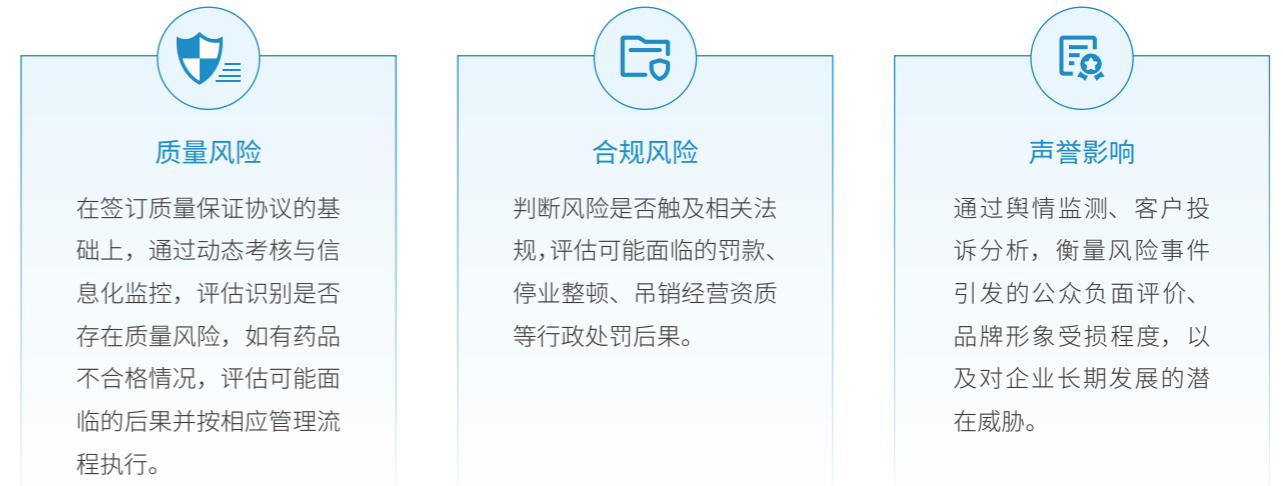 质量风险
在签订质量保证协议的基
础上，通过动态考核与信
息化监控，评估识别是否
存在质量风险，如有药品
不合格情况，评估可能面
临的后果并按相应管理流
程执行。
合规风险
判断风险是否触及相关法
规，评估可能面临的罚款、
停业整顿、吊销经营资质
等行政处罚后果。
声誉影响
通过舆情监测、客户投
诉分析，衡量风险事件
引发的公众负面评价、
品牌形象受损程度，以
及对企业长期发展的潜
在威胁。